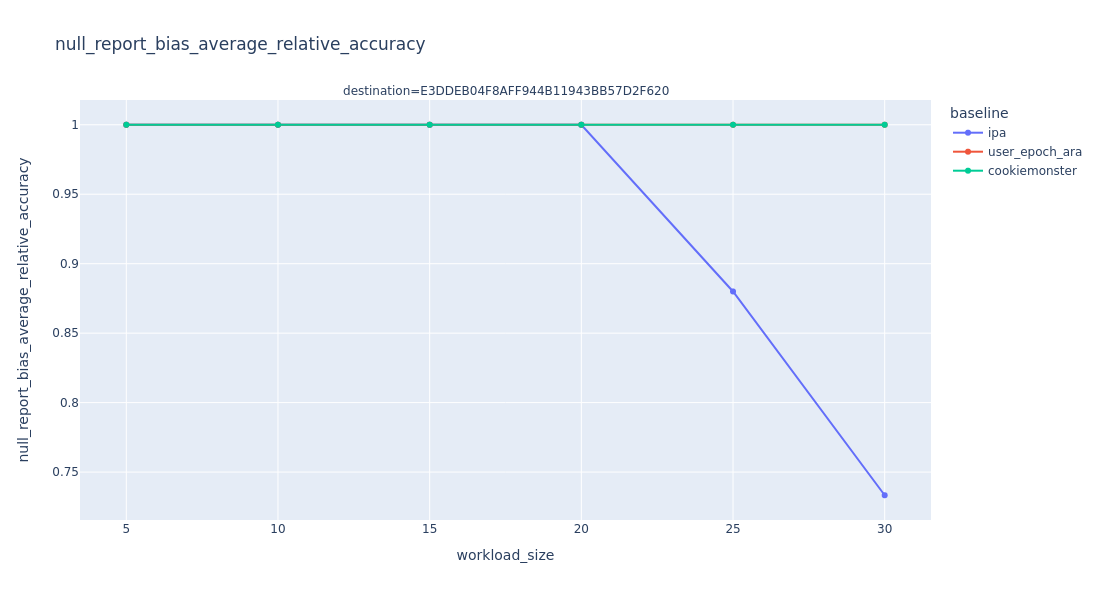 null_report_bias_average_relative_accuracy
destination=E3DDEB04F8AFF944B11943BB57D2F620
null_report_bias_average_relative_accuracy
1
0.95
0.9
0.85
0.8
0.75
5 10 15 20 25 30
workload_size
baseline
ipa
user_epoch_ara
cookiemonster